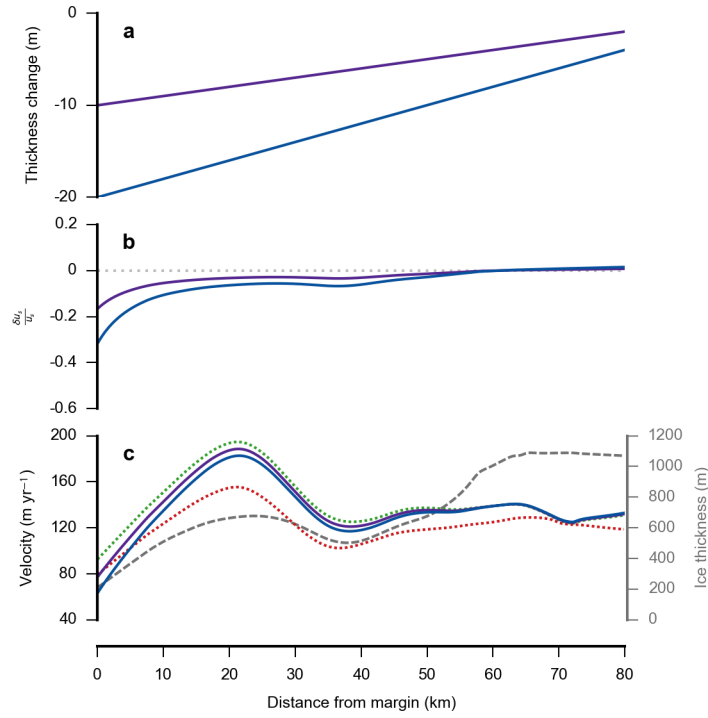 a
Thickness change (m)
0
-10
-20
b
δuₛ
uₛ
0.2
0
-0.2
-0.4
-0.6
c
Velocity (m yr⁻¹)
200
160
120
80
40
1200
1000
800
600
400
200
0
Ice thickness (m)
0 10 20 30 40 50 60 70 80
Distance from margin (km)